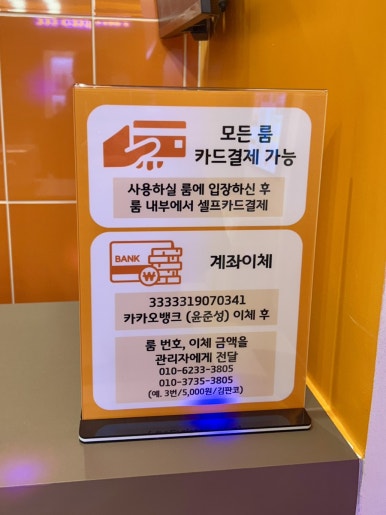 모든 룸
카드결제 가능
사용하실 룸에 입장하신 후
룸 내부에서 셀프카드결제
BANK
₩
계좌이체
3333319070341
카카오뱅크 (윤준성) 이체 후
룸 번호, 이체 금액을
관리자에게 전달
010-6233-3805
010-3735-3805
(예. 3번/5,000원/김판코)